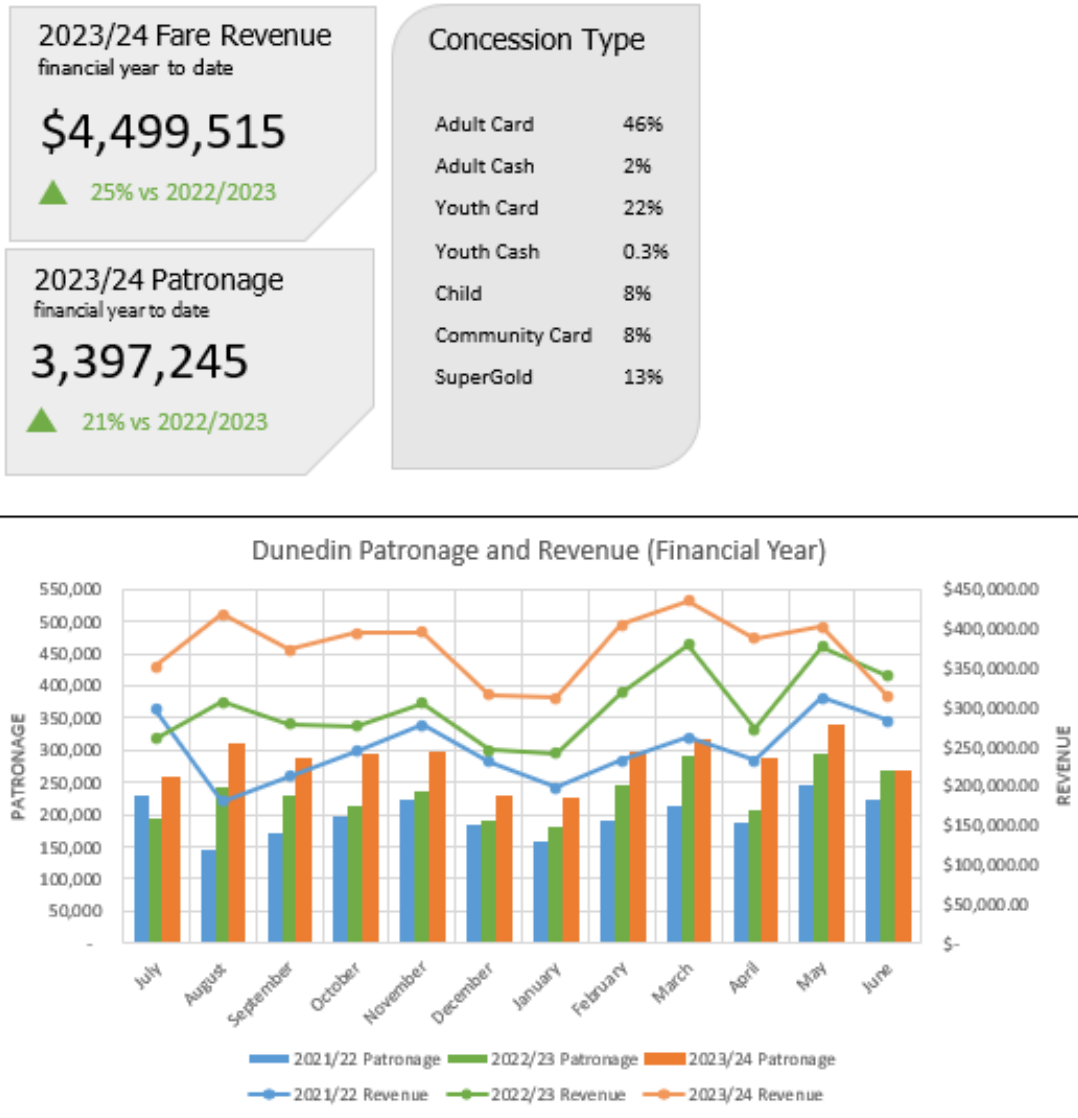 2023/24 Fare Revenue
financial year to date
$4,499,515
25% vs 2022/2023
2023/24 Patronage
financial year to date
3,397,245
21% vs 2022/2023
Concession Type
Adult Card 46%
Adult Cash 2%
Youth Card 22%
Youth Cash 0.3%
Child 8%
Community Card 8%
SuperGold 13%
Dunedin Patronage and Revenue (Financial Year)
PATRONAGE
550,000
500,000
450,000
400,000
350,000
300,000
250,000
200,000
150,000
100,000
50,000
-
$450,000.00
$400,000.00
$350,000.00
$300,000.00
$250,000.00
$200,000.00
$150,000.00
$100,000.00
$50,000.00
$-
REVENUE
July
August
September
October
November
December
January
February
March
April
May
June
2021/22 Patronage 2022/23 Patronage 2023/24 Patronage
2021/22 Revenue 2022/23 Revenue 2023/24 Revenue